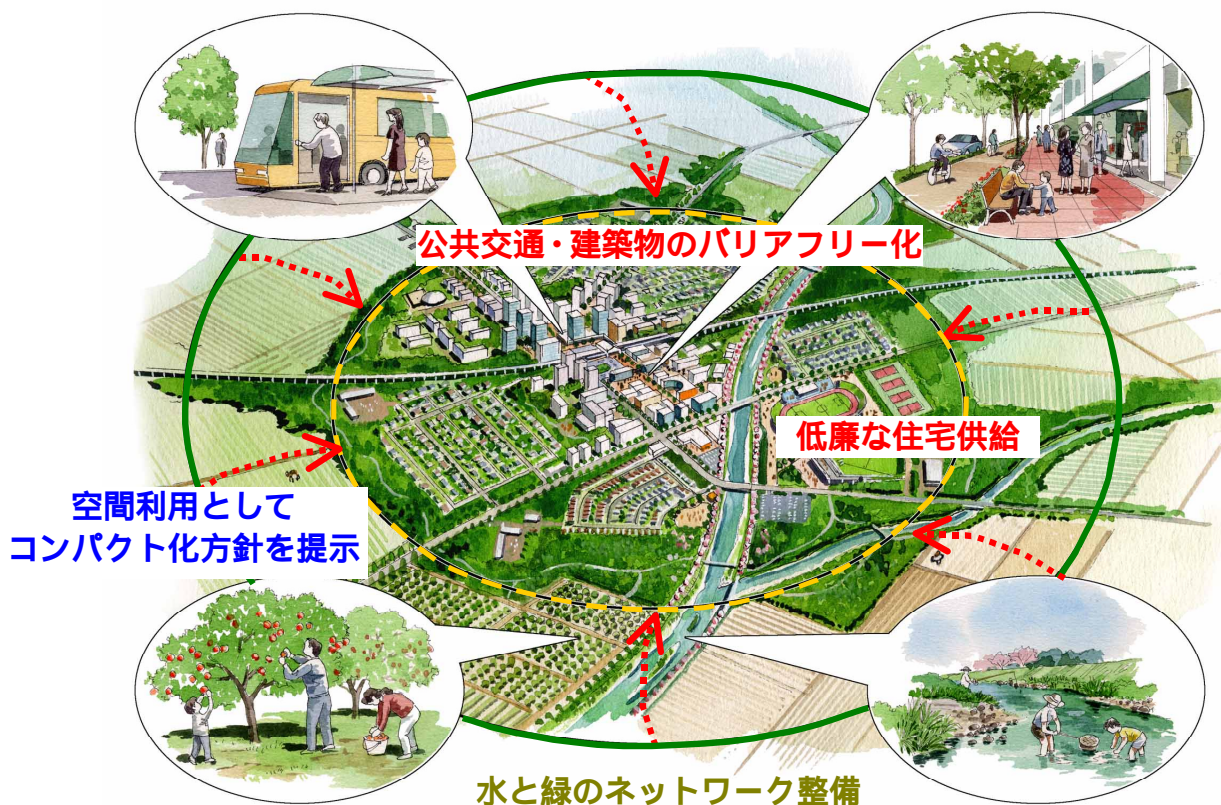 公共交通・建築物のバリアフリー化
低廉な住宅供給
空間利用として
コンパクト化方針を提示
水と緑のネットワーク整備